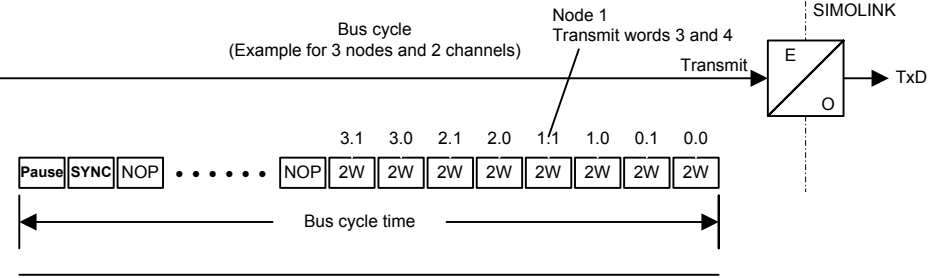 SIMOLINK
Node 1
Bus cycle
Transmit words 3 and 4
(Example for 3 nodes and 2 channels)
E
Transmit
TxD
O
3.1 3.0 2.1 2.0 1.1 1.0 0.1 0.0
Pause SYNC NOP • • • • • • NOP 2W 2W 2W 2W 2W 2W 2W 2W
Bus cycle time